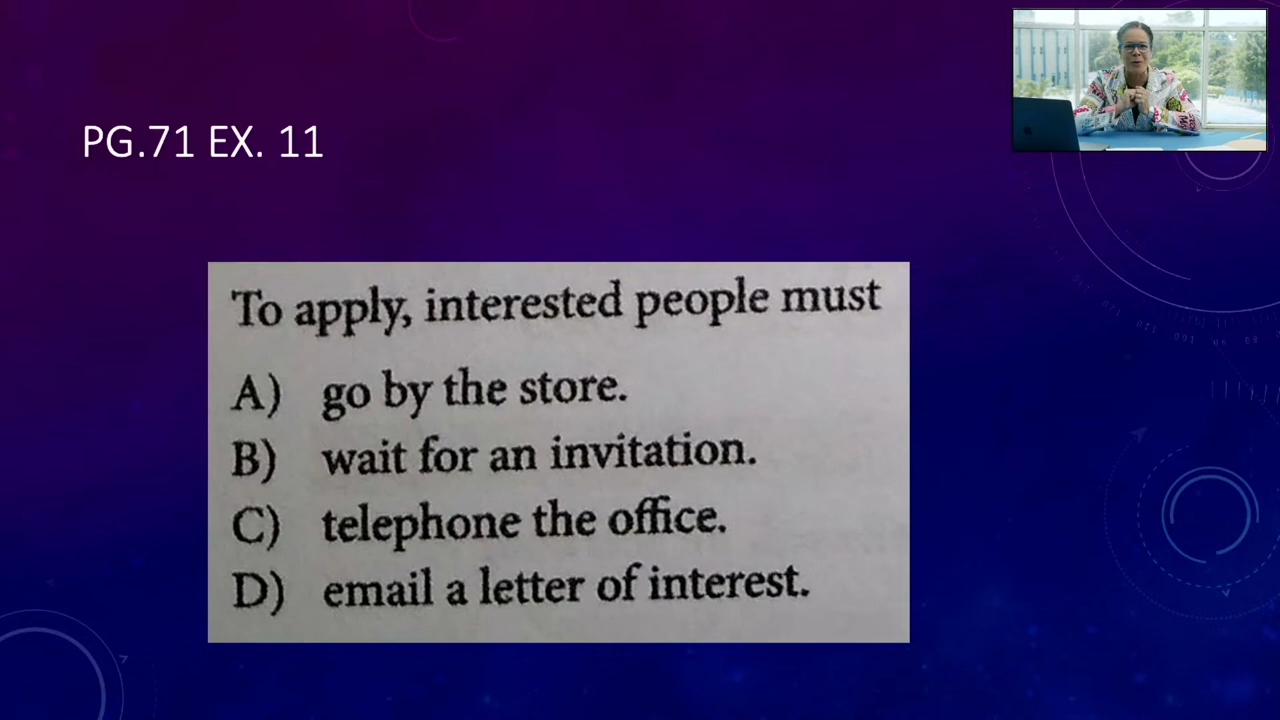 PG.71 EX. 11
To apply, interested people must
A) go by the store.
B) wait for an invitation.
C) telephone the office.
D) email a letter of interest.